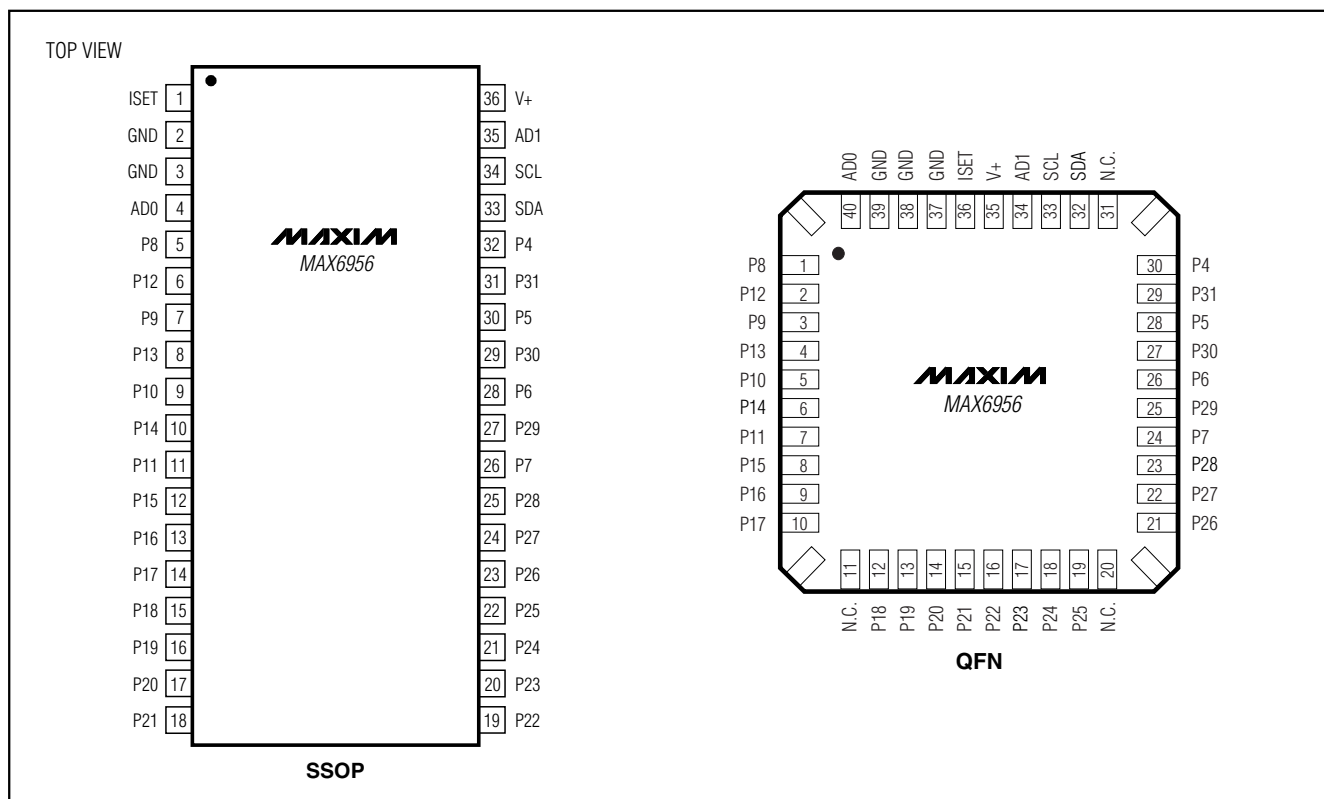 TOP VIEW
ISET 1
GND 2
GND 3
AD0 4
P8 5
P12 6
P9 7
P13 8
P10 9
P14 10
P11 11
P15 12
P16 13
P17 14
P18 15
P19 16
P20 17
P21 18
MAXIM
MAX6956
36 V+
35 AD1
34 SCL
33 SDA
32 P4
31 P31
30 P5
29 P30
28 P6
27 P29
26 P7
25 P28
24 P27
23 P26
22 P25
21 P24
20 P23
19 P22
SSOP
AD0 GND GND GND ISET V+ AD1 SCL SDA N.C.
40 39 38 37 36 35 34 33 32 31
P8 1
P12 2
P9 3
P13 4
P10 5
P14 6
P11 7
P15 8
P16 9
P17 10
MAXIM
MAX6956
30 P4
29 P31
28 P5
27 P30
26 P6
25 P29
24 P7
23 P28
22 P27
21 P26
11 12 13 14 15 16 17 18 19 20
N.C. P18 P19 P20 P21 P22 P23 P24 P25 N.C.
QFN